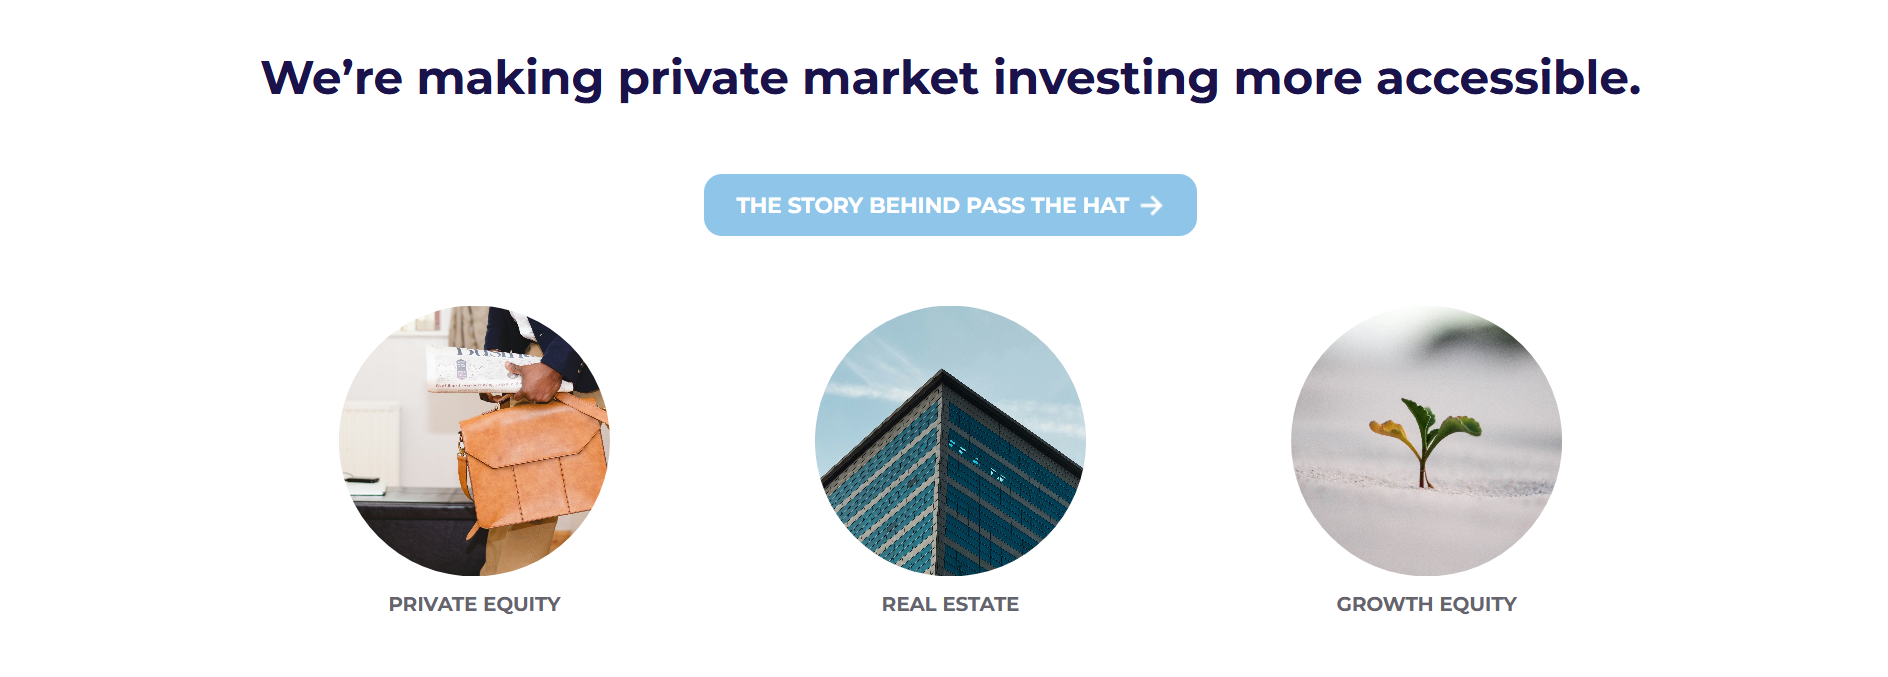 We’re making private market investing more accessible.
THE STORY BEHIND PASS THE HAT →
PRIVATE EQUITY
REAL ESTATE
GROWTH EQUITY